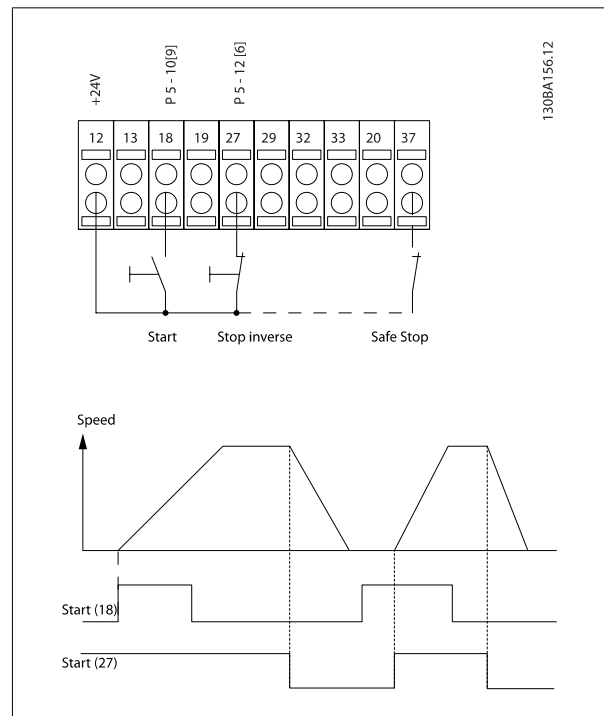 +24V
P 5 - 10[9]
P 5 - 12 [6]
130BA156.12
12 13 18 19 27 29 32 33 20 37
Start Stop inverse Safe Stop
Speed
Start (18)
Start (27)